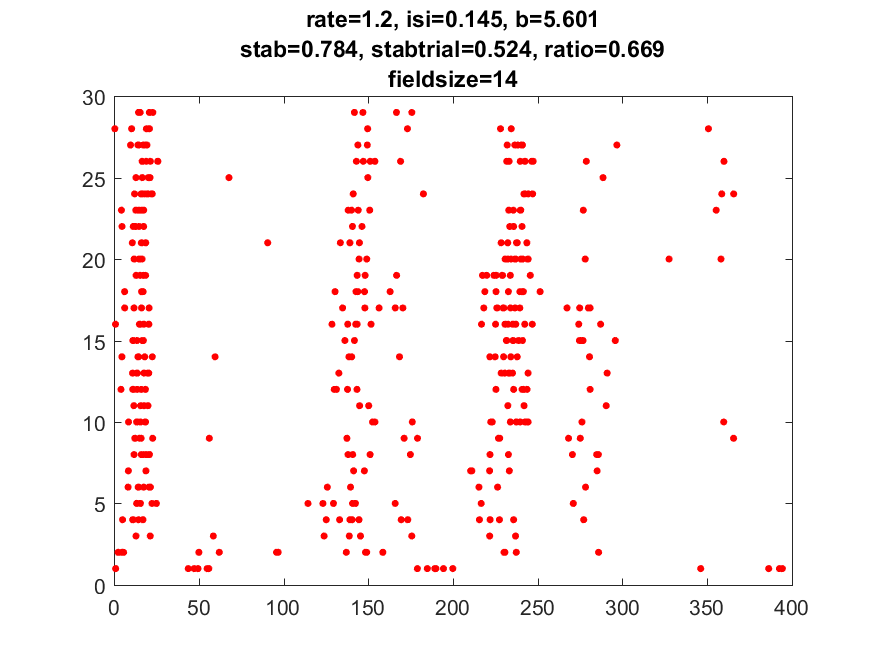 rate=1.2, isi=0.145, b=5.601
stab=0.784, stabtrial=0.524, ratio=0.669
fieldsize=14
30
25
20
15
10
5
0
0 50 100 150 200 250 300 350 400